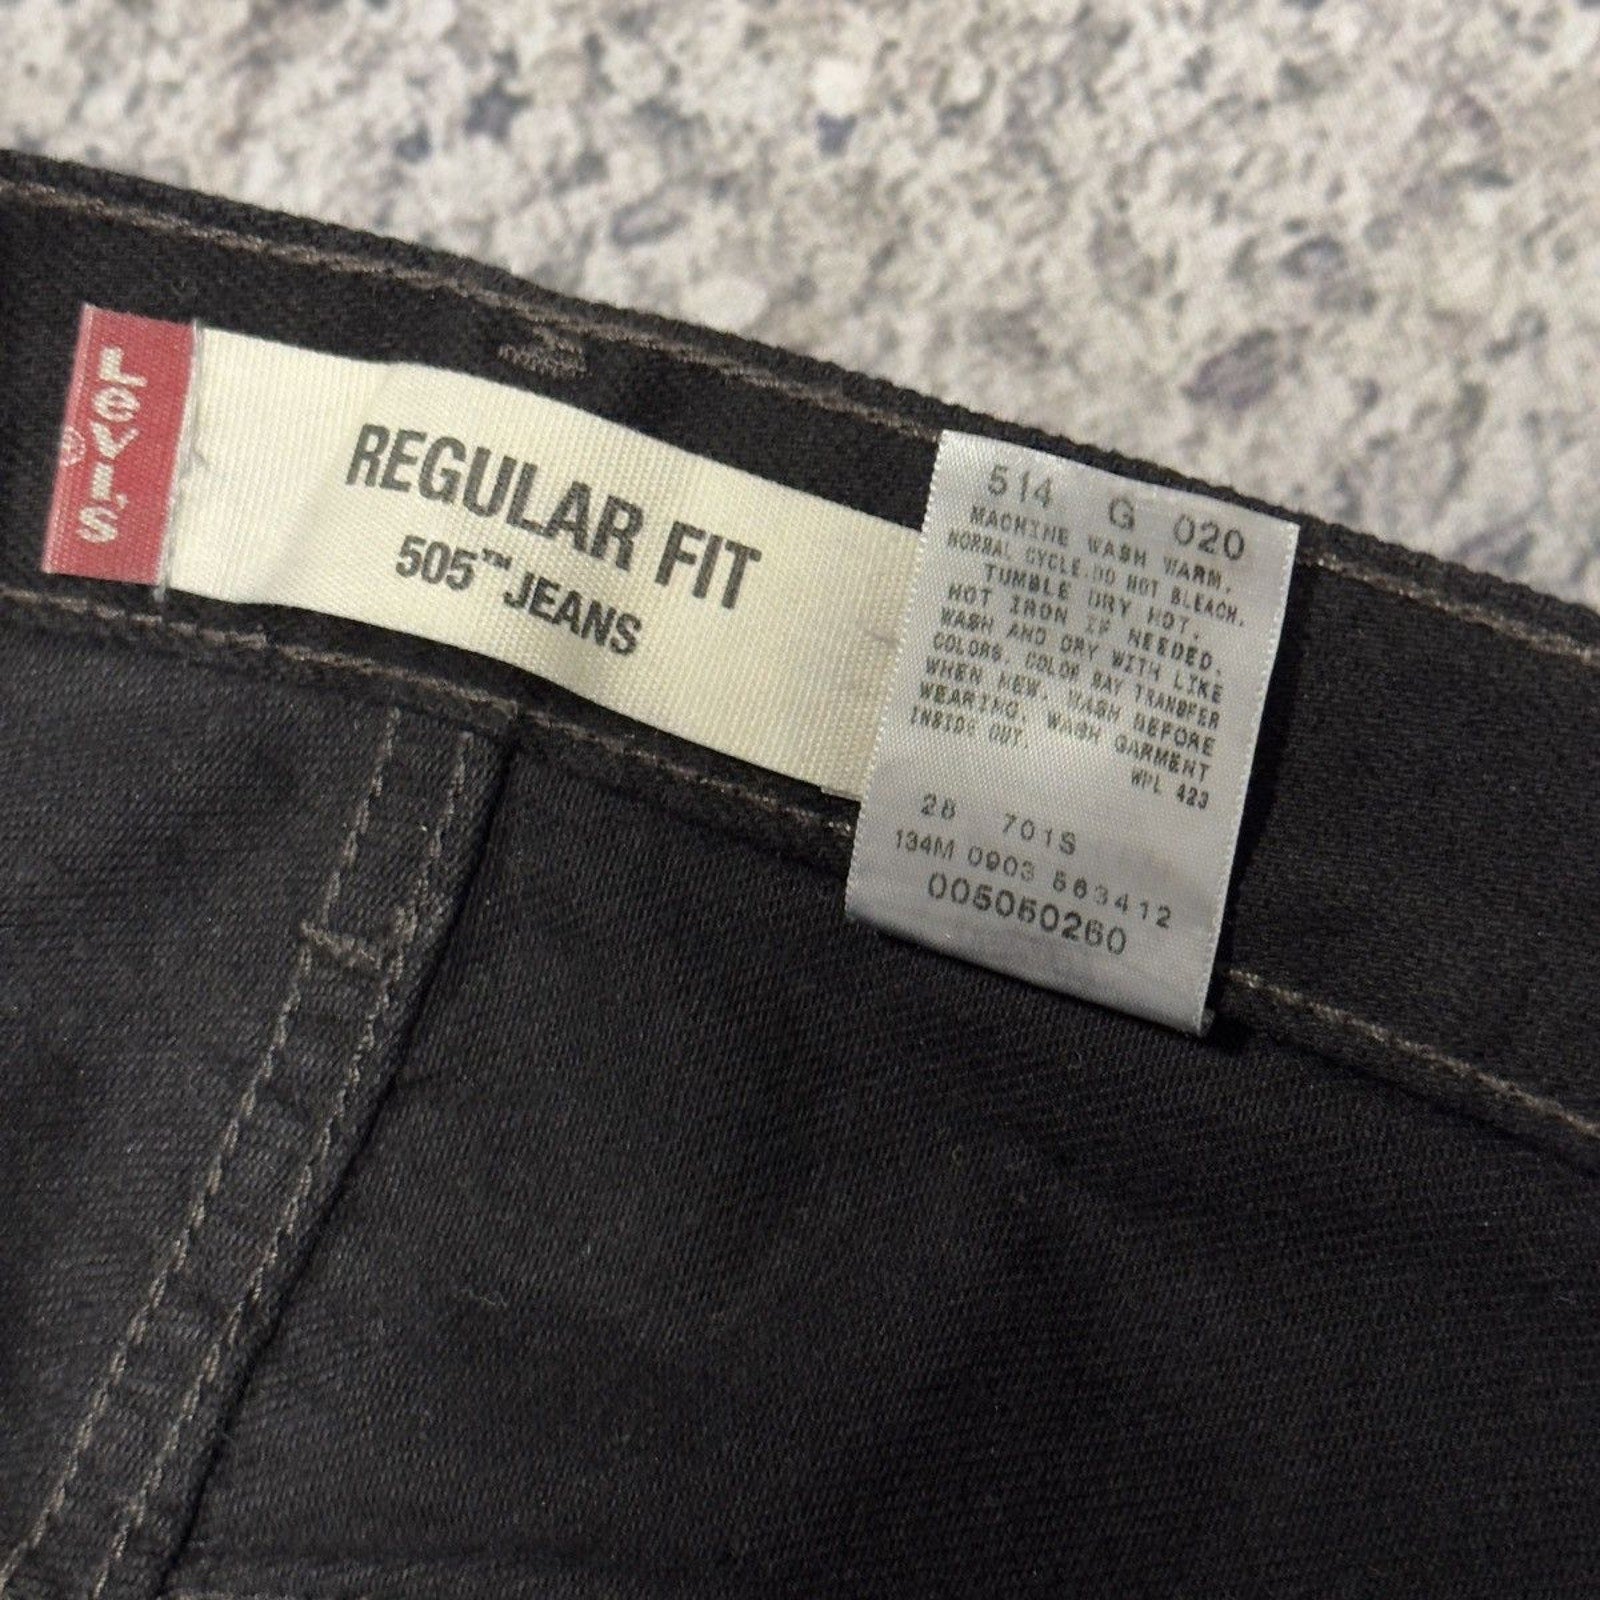 LEVI'S
®
REGULAR FIT
505™ JEANS
514 G 020
MACHINE WASH WARM,
NORMAL CYCLE.DO NOT BLEACH.
TUMBLE DRY HOT.
HOT IRON IF NEEDED.
WASH AND DRY WITH LIKE
COLORS. COLOR MAY TRANSFER
WHEN NEW. WASH BEFORE
WEARING. WASH GARMENT
INSIDE OUT.
WPL 423
28 701S
134M 0903 563412
005050260